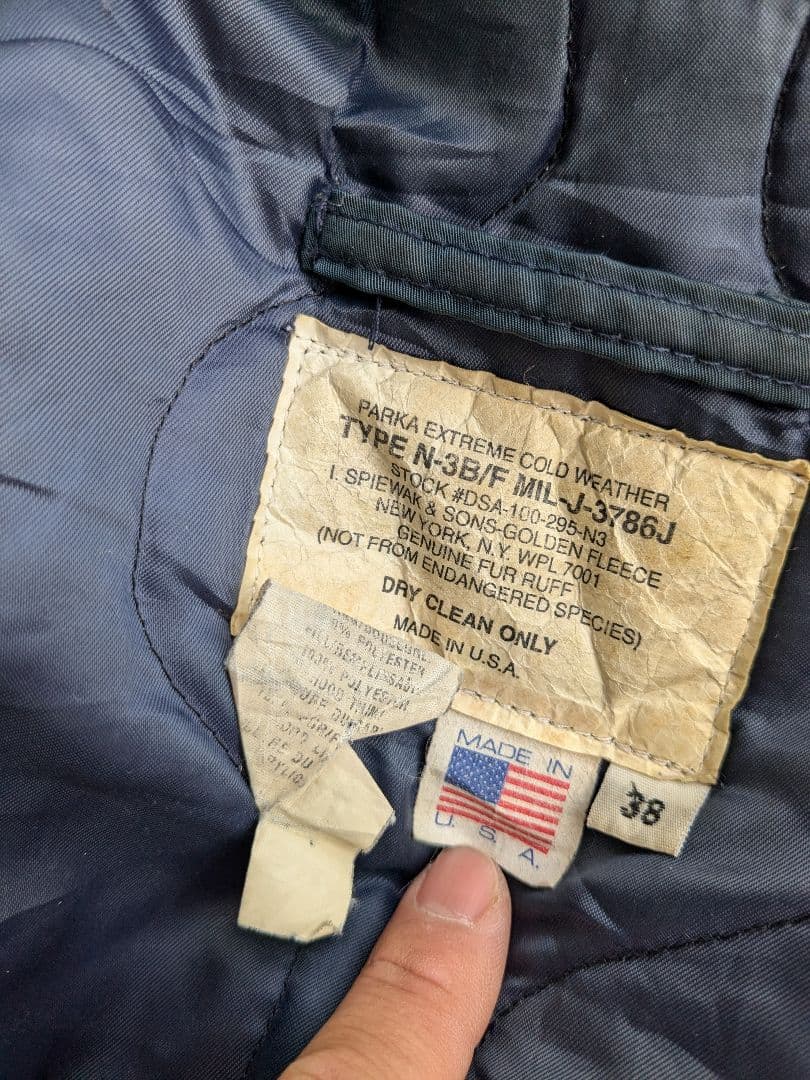 PARKA EXTREME COLD WEATHER
TYPE N-3B/F MIL-J-3786J
STOCK #DSA-100-295-N3
I. SPIEWAK & SONS-GOLDEN FLEECE
NEW YORK, N.Y. WPL 7001
GENUINE FUR RUFF
(NOT FROM ENDANGERED SPECIES)
DRY CLEAN ONLY
MADE IN U.S.A.
POLYESTER
MADE IN
U. S. A.
38